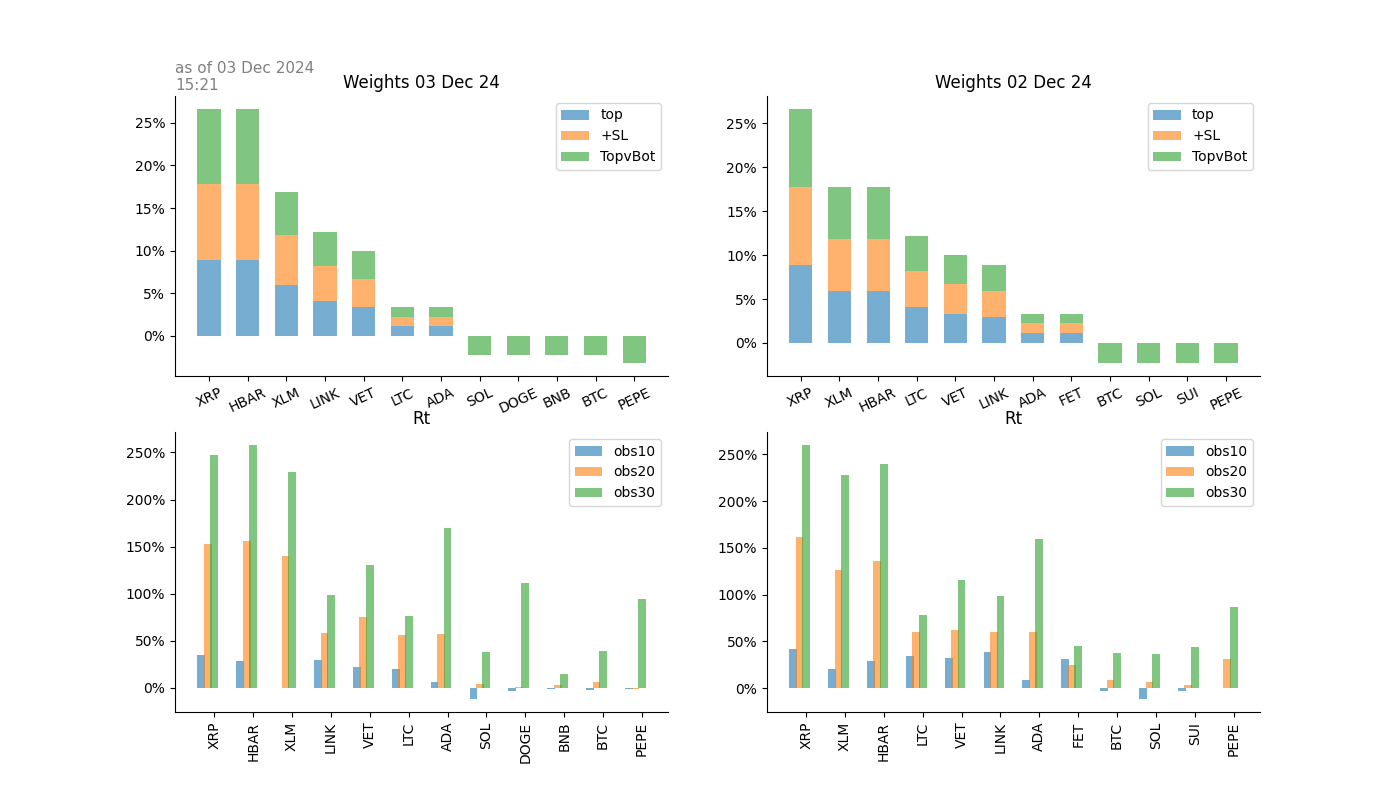 as of 03 Dec 2024
15:21
Weights 03 Dec 24
25%
20%
15%
10%
5%
0%
top
+SL
TopvBot
XRP HBAR XLM LINK VET LTC ADA SOL DOGE BNB BTC PEPE
Weights 02 Dec 24
25%
20%
15%
10%
5%
0%
top
+SL
TopvBot
XRP XLM HBAR LTC VET LINK ADA FET BTC SOL SUI PEPE
Rt
250%
200%
150%
100%
50%
0%
obs10
obs20
obs30
XRP HBAR XLM LINK VET LTC ADA SOL DOGE BNB BTC PEPE
Rt
250%
200%
150%
100%
50%
0%
obs10
obs20
obs30
XRP XLM HBAR LTC VET LINK ADA FET BTC SOL SUI PEPE